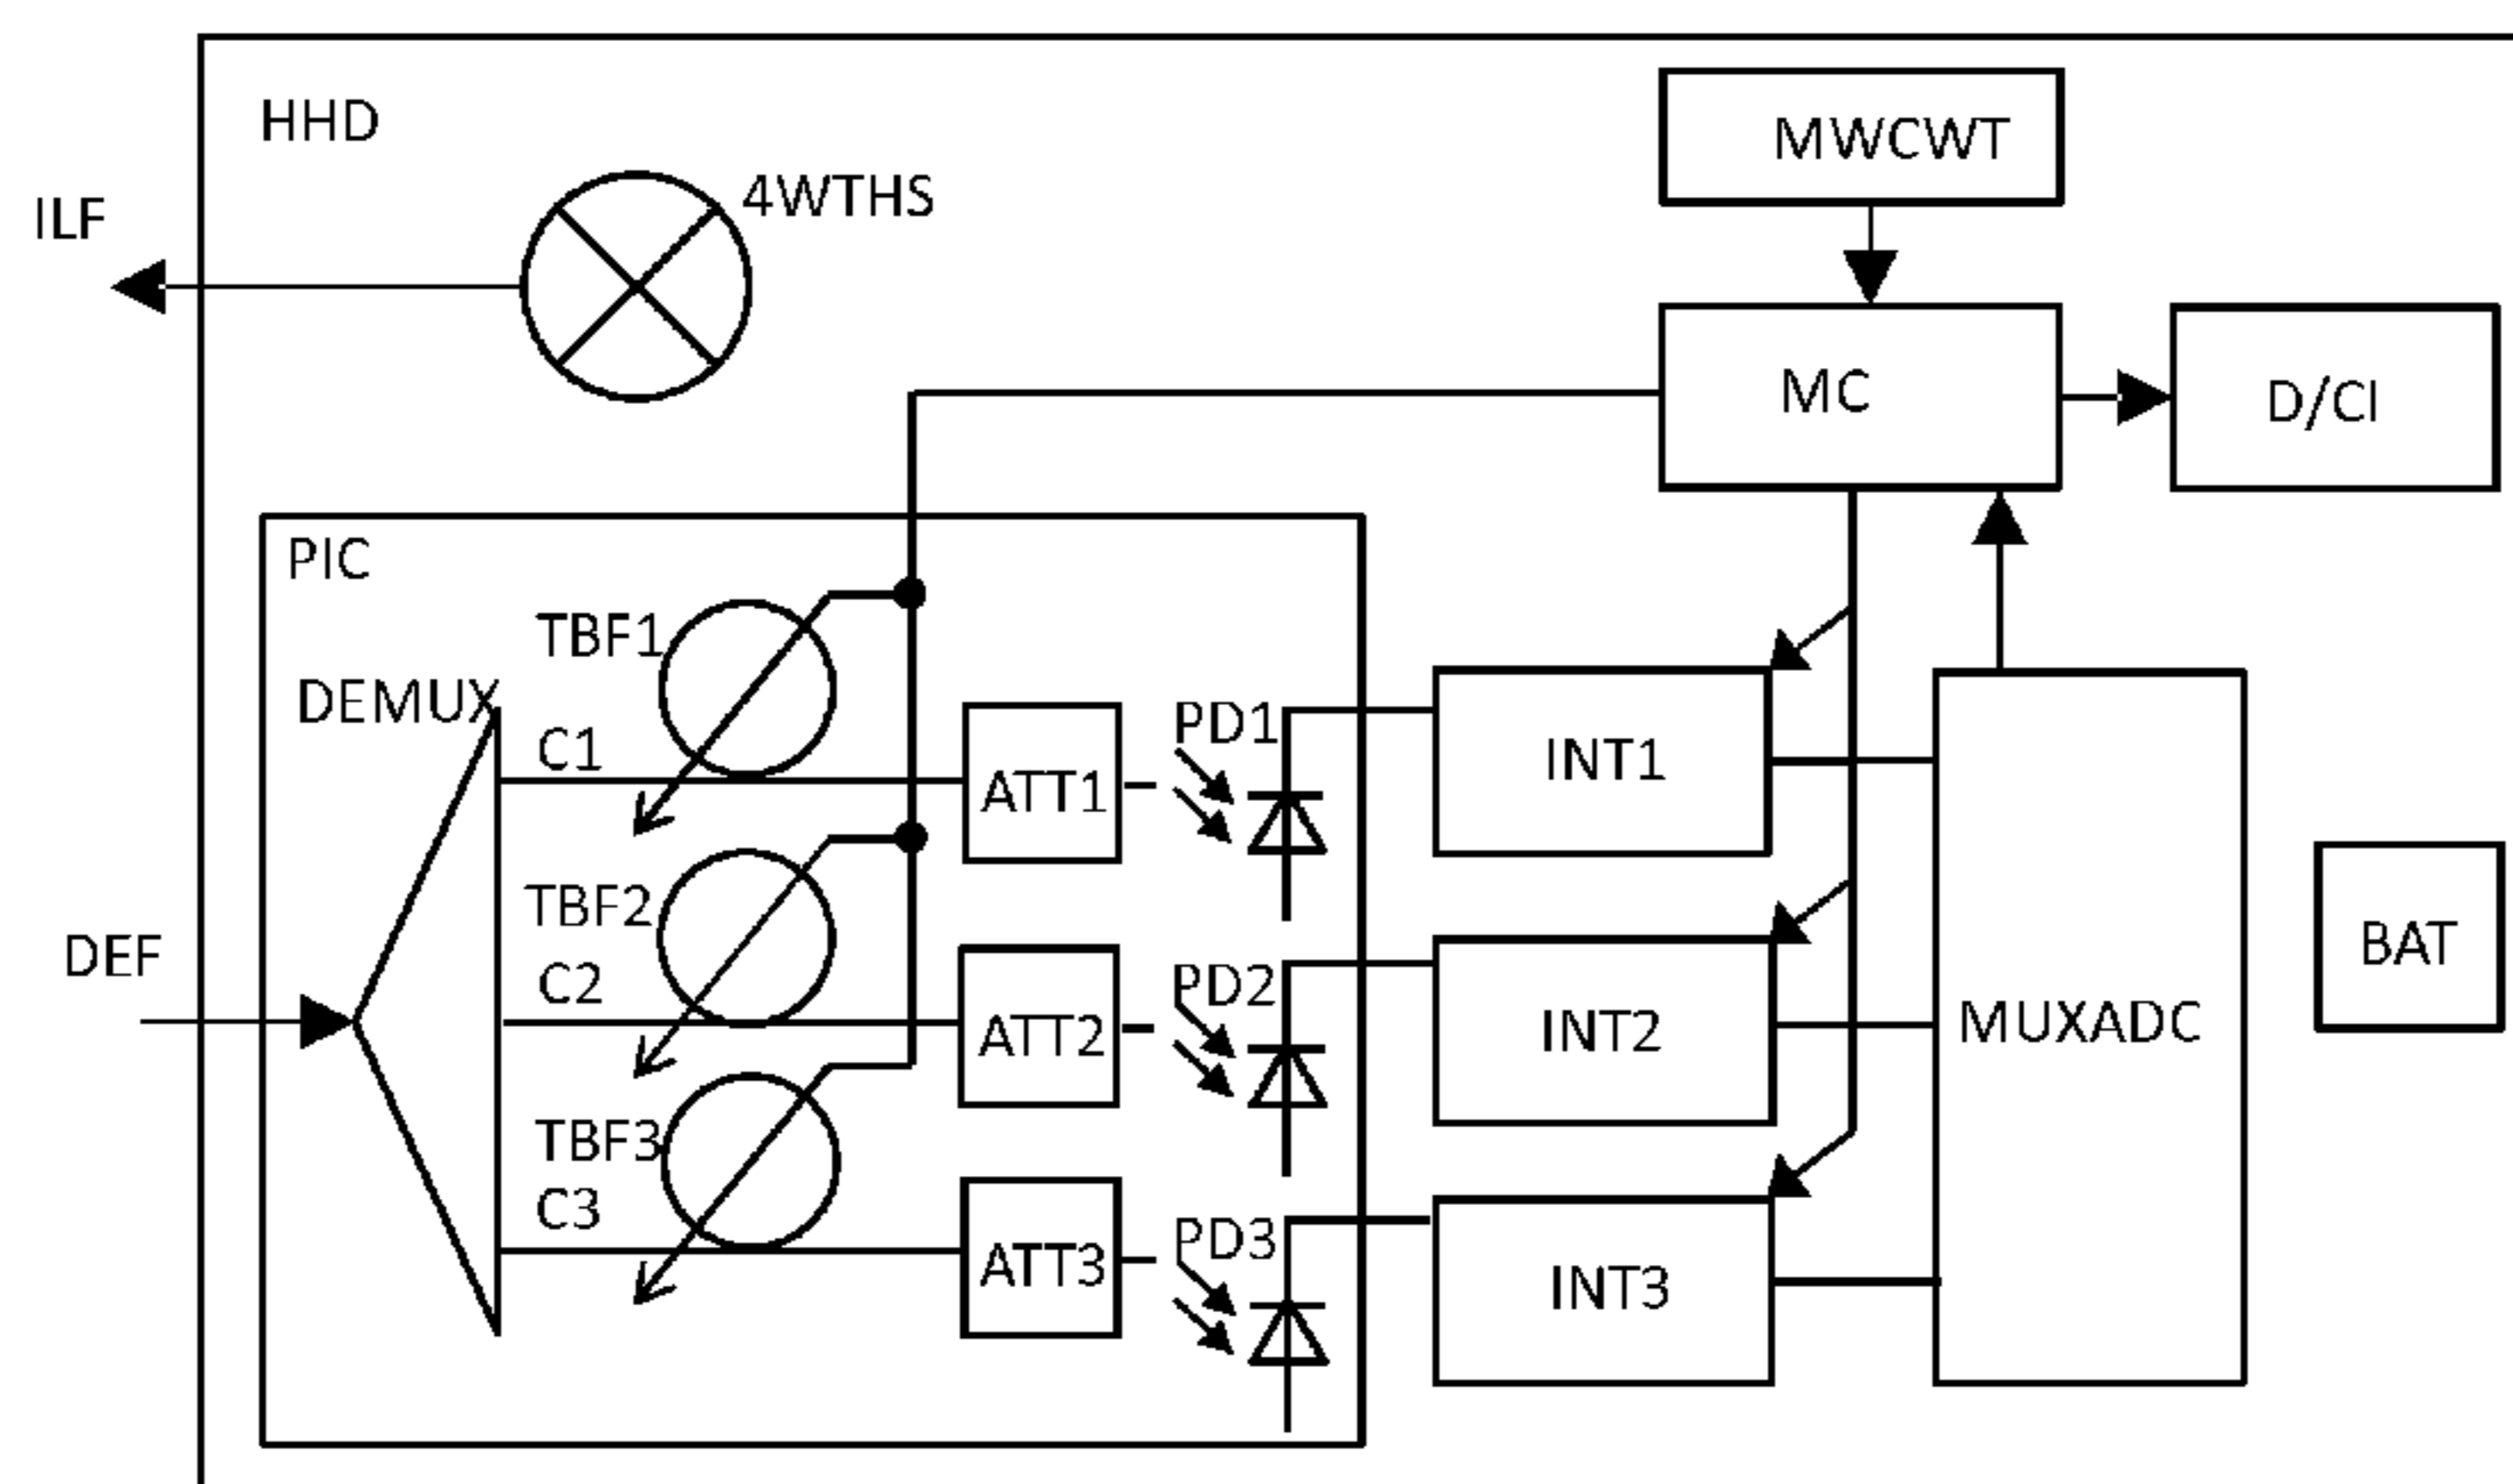 HHD
MWCWT
ILF
4WTHS
MC
D/CI
PIC
TBF1
DEMUX
C1
PD1
ATT1
INT1
TBF2
C2
PD2
ATT2
INT2
DEF
MUXADC
BAT
TBF3
C3
PD3
ATT3
INT3